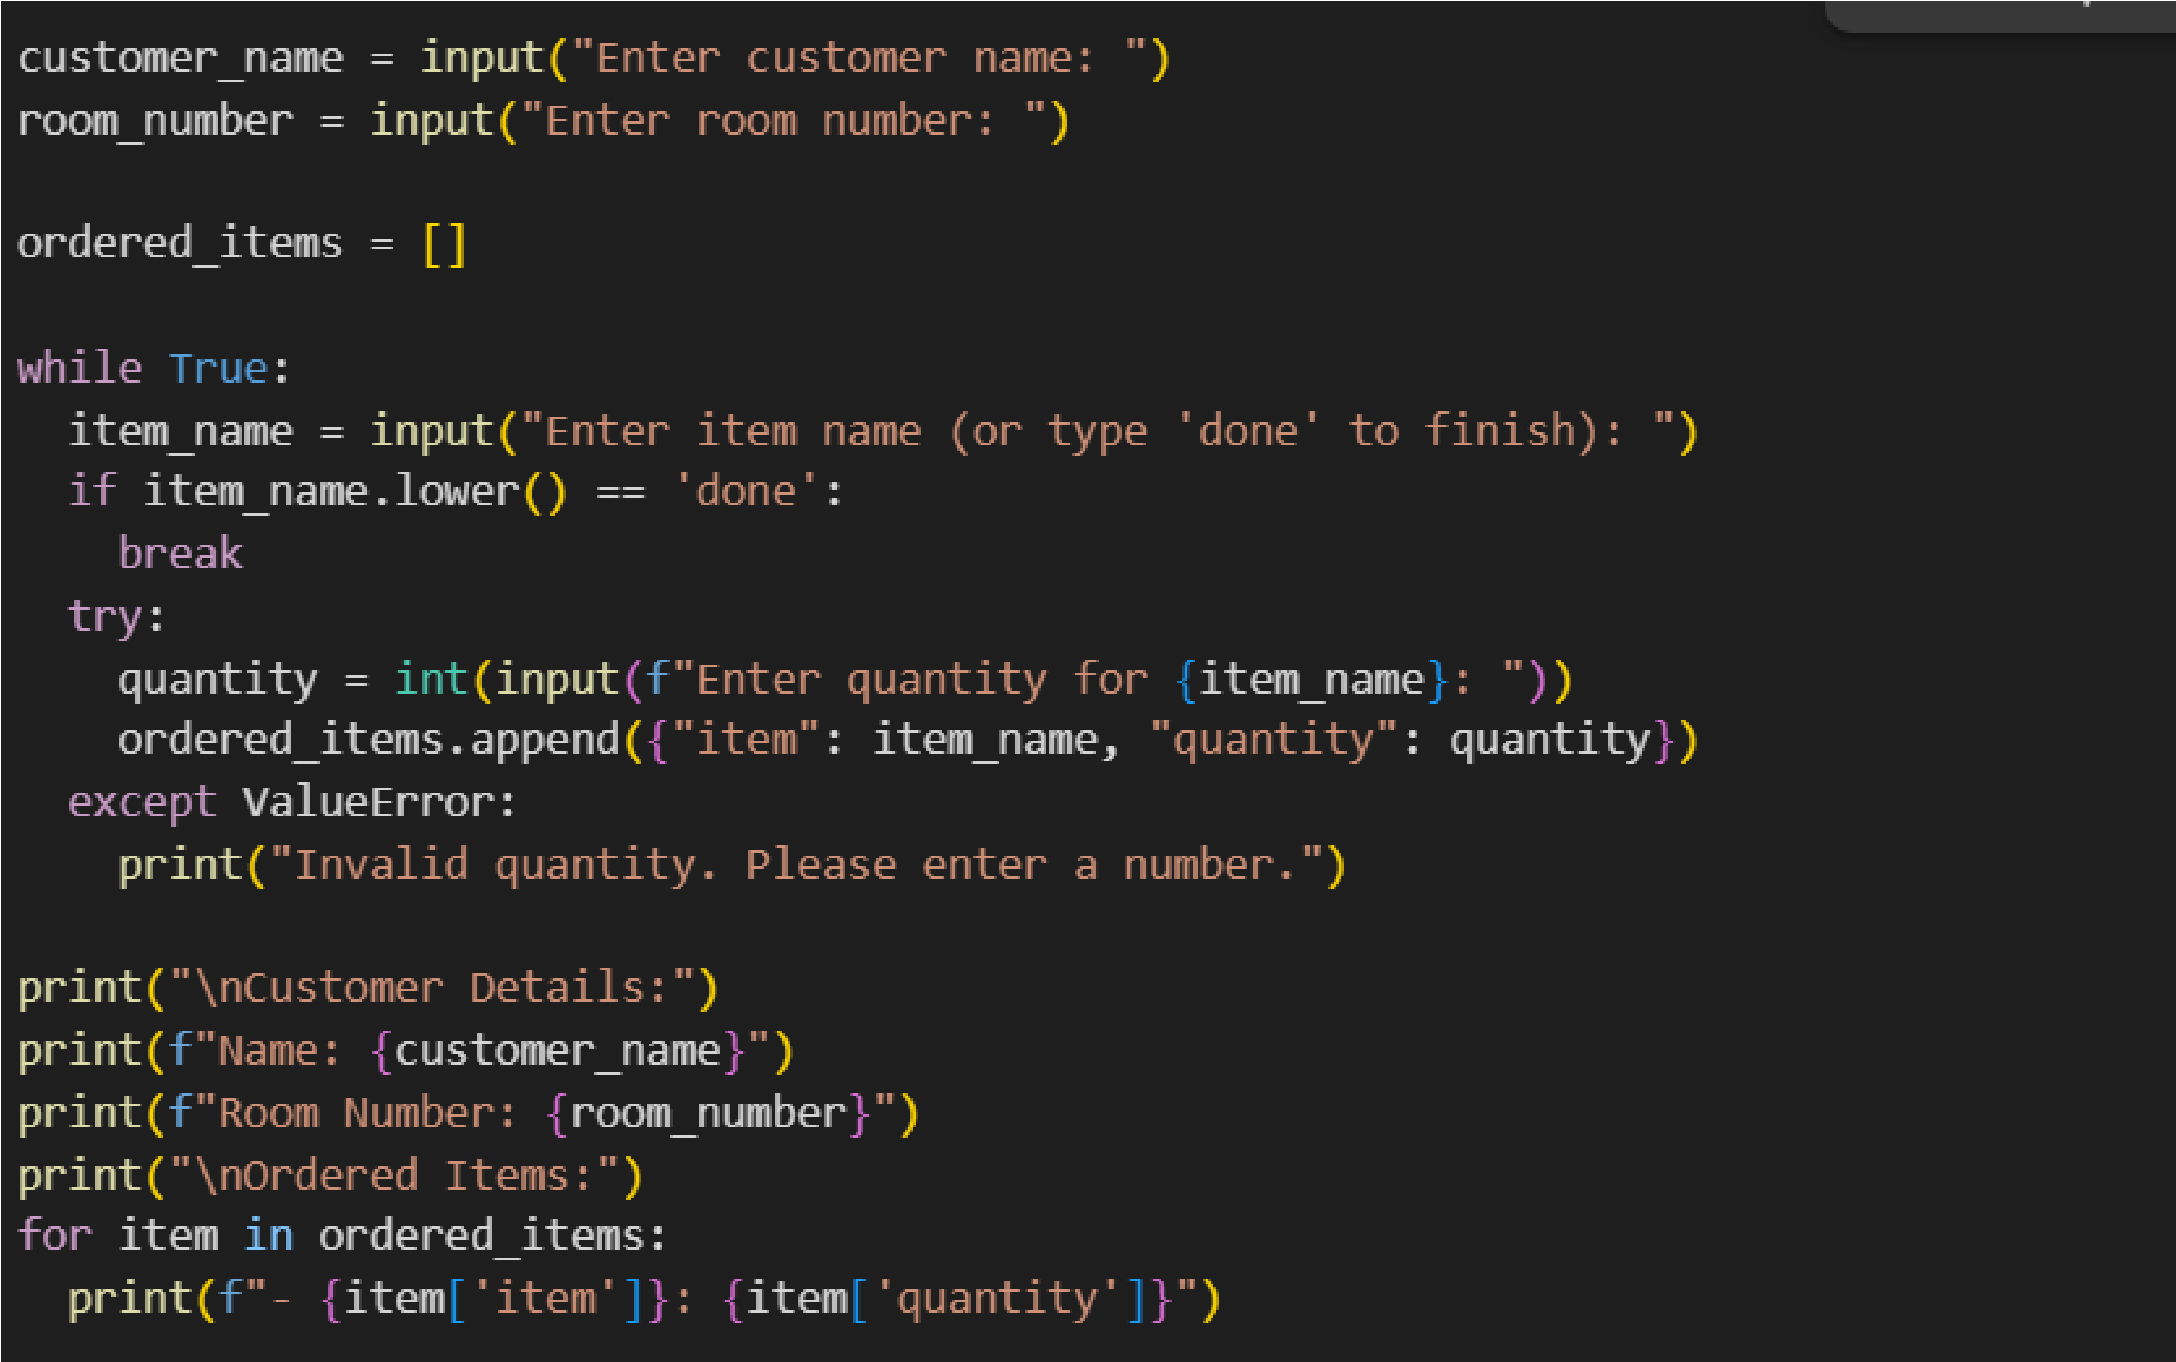 customer_name = input("Enter customer name: ")
room_number = input("Enter room number: ")
ordered_items = []
while True:
  item_name = input("Enter item name (or type 'done' to finish): ")
  if item_name.lower() == 'done':
    break
  try:
    quantity = int(input(f"Enter quantity for {item_name}: "))
    ordered_items.append({"item": item_name, "quantity": quantity})
  except ValueError:
    print("Invalid quantity. Please enter a number.")
print("\nCustomer Details:")
print(f"Name: {customer_name}")
print(f"Room Number: {room_number}")
print("\nOrdered Items:")
for item in ordered_items:
  print(f"- {item['item']}: {item['quantity']}")